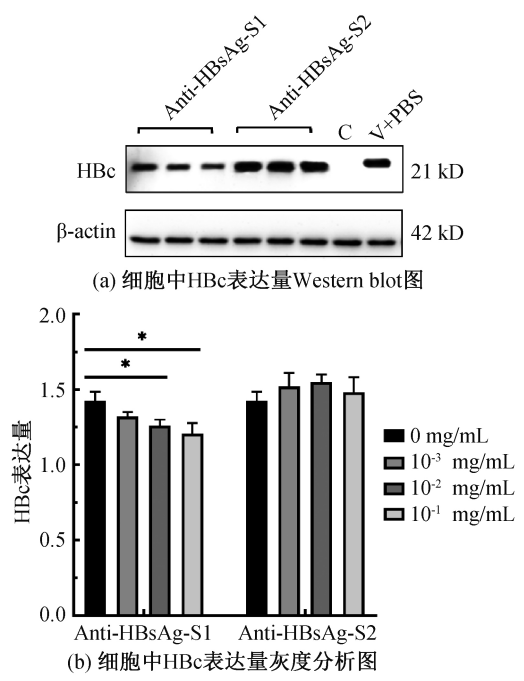 Anti-HBsAg-S1
Anti-HBsAg-S2
C
V+PBS
HBc
21 kD
β-actin
42 kD
(a) 细胞中HBc表达量Western blot图
2.0
1.5
1.0
0.5
0.0
HBc表达量
*
*
0 mg/mL
10⁻³ mg/mL
10⁻² mg/mL
10⁻¹ mg/mL
Anti-HBsAg-S1
Anti-HBsAg-S2
(b) 细胞中HBc表达量灰度分析图